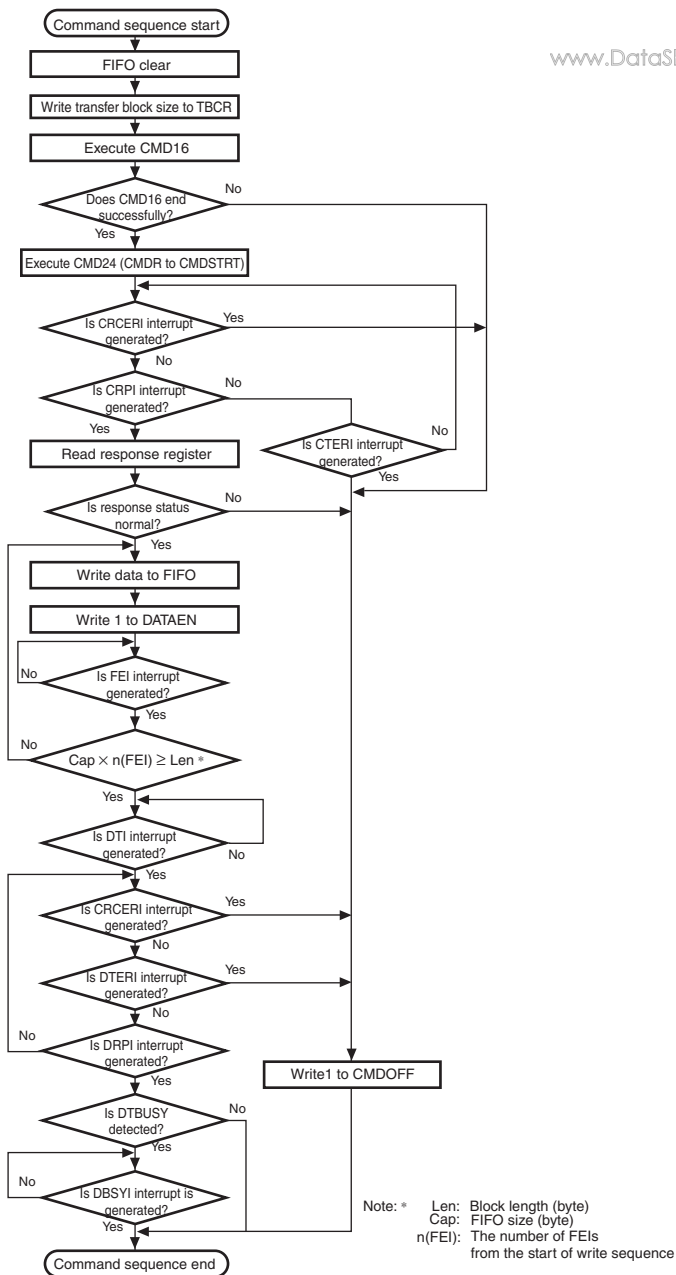 Command sequence start
www.DataSh
FIFO clear
Write transfer block size to TBCR
Execute CMD16
Does CMD16 end
successfully?
No
Yes
Execute CMD24 (CMDR to CMDSTRT)
Is CRCERI interrupt
generated?
Yes
No
Is CRPI interrupt
generated?
No
Yes
Is CTERI interrupt
generated?
No
Yes
Read response register
Is response status
normal?
No
Yes
Write data to FIFO
Write 1 to DATAEN
Is FEI interrupt
generated?
No
Yes
Cap × n(FEI) ≥ Len *
No
Yes
Is DTI interrupt
generated?
No
Yes
Is CRCERI interrupt
generated?
Yes
No
Is DTERI interrupt
generated?
Yes
No
Is DRPI interrupt
generated?
No
Yes
Write1 to CMDOFF
Is DTBUSY
detected?
No
Yes
Is DBSYI interrupt is
generated?
No
Yes
Command sequence end
Note: * Len: Block length (byte)
Cap: FIFO size (byte)
n(FEI): The number of FEIs
from the start of write sequence